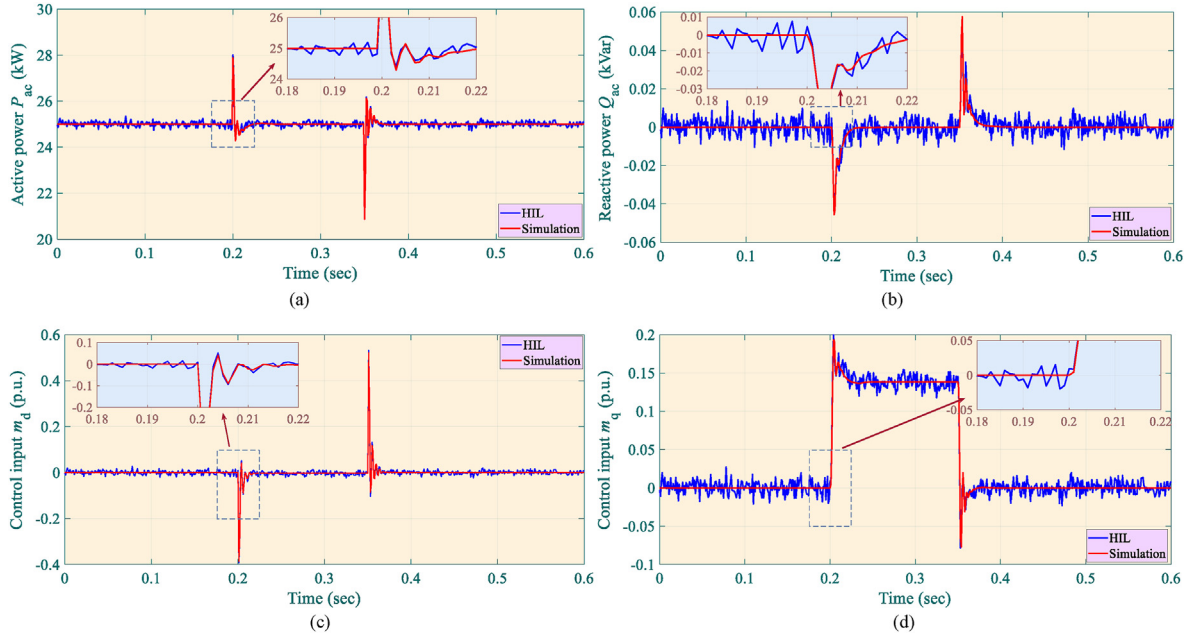 30
28
26
24
22
20
Active power Pac (kW)
26
25
24
0.18 0.19 0.20 0.21 0.22
HIL
Simulation
0 0.1 0.2 0.3 0.4 0.5 0.6
Time (sec)
(a)
0.06
0.04
0.02
0
-0.02
-0.04
-0.06
Reactive power Qac (kVar)
0.01
0
-0.01
-0.02
-0.03
0.18 0.19 0.2 0.21 0.22
HIL
Simulation
0 0.1 0.2 0.3 0.4 0.5 0.6
Time (sec)
(b)
0.6
0.4
0.2
0
-0.2
-0.4
Control input md (p.u.)
0.1
0
-0.1
-0.2
0.18 0.19 0.20 0.21 0.22
HIL
Simulation
0 0.1 0.2 0.3 0.4 0.5 0.6
Time (sec)
(c)
0.2
0.15
0.1
0.05
0
-0.05
-0.1
Control input mq (p.u.)
0.05
0
-0.05
0.18 0.19 0.2 0.21 0.22
HIL
Simulation
0 0.1 0.2 0.3 0.4 0.5 0.6
Time (sec)
(d)